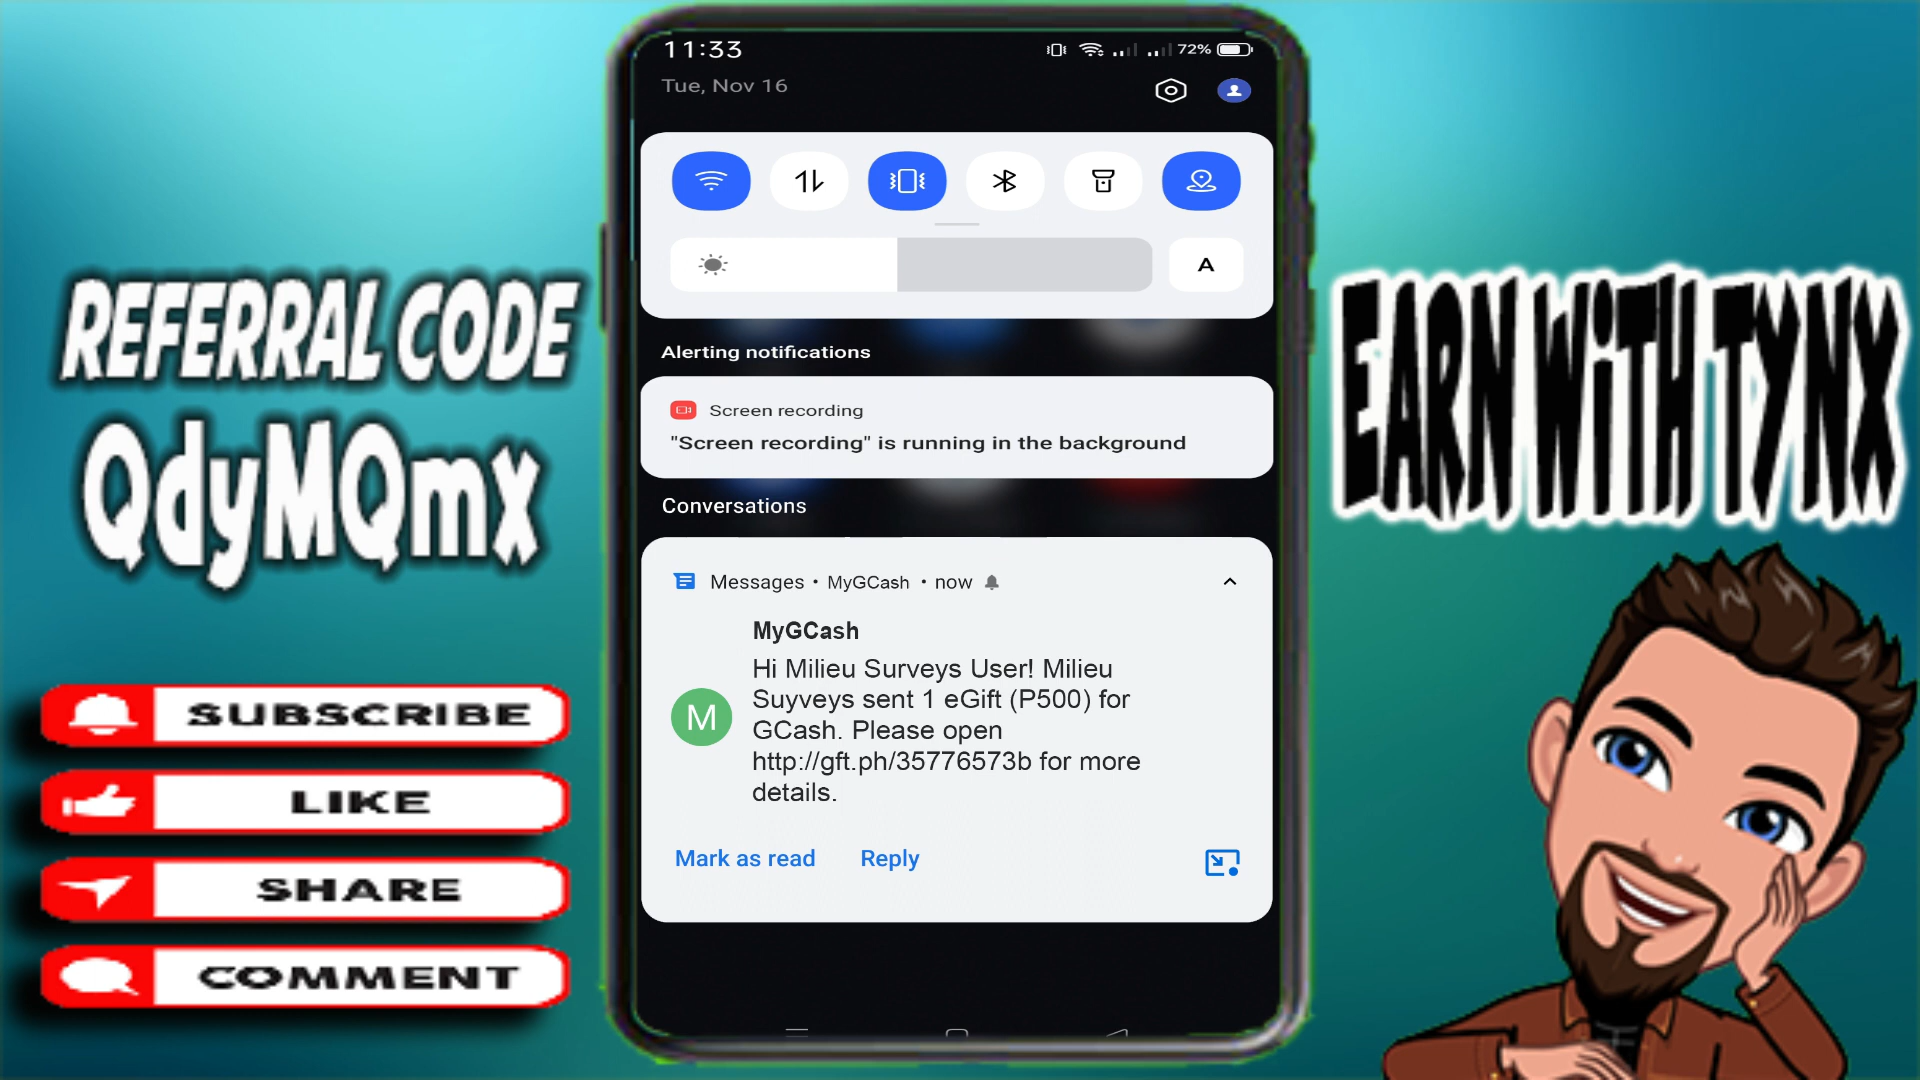 REFERRAL CODE
QdyMQmX
SUBSCRIBE
LIKE
SHARE
COMMENT
11:33
72%
Tue, Nov 16
A
Alerting notifications
Screen recording
"Screen recording" is running in the background
Conversations
Messages • MyGCash • now
MyGCash
M
Hi Milieu Surveys User! Milieu
Suyveys sent 1 eGift (P500) for
GCash. Please open
http://gft.ph/35776573b for more
details.
Mark as read Reply
EARN WiTH TYNX